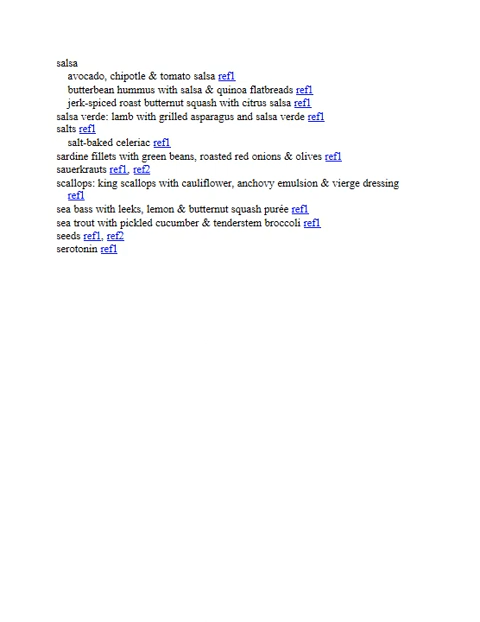 salsa
avocado, chipotle & tomato salsa ref1
butterbean hummus with salsa & quinoa flatbreads ref1
jerk-spiced roast butternut squash with citrus salsa ref1
salsa verde: lamb with grilled asparagus and salsa verde ref1
salts ref1
salt-baked celeriac ref1
sardine fillets with green beans, roasted red onions & olives ref1
sauerkrauts ref1, ref2
scallops: king scallops with cauliflower, anchovy emulsion & vierge dressing
ref1
sea bass with leeks, lemon & butternut squash purée ref1
sea trout with pickled cucumber & tenderstem broccoli ref1
seeds ref1, ref2
serotonin ref1